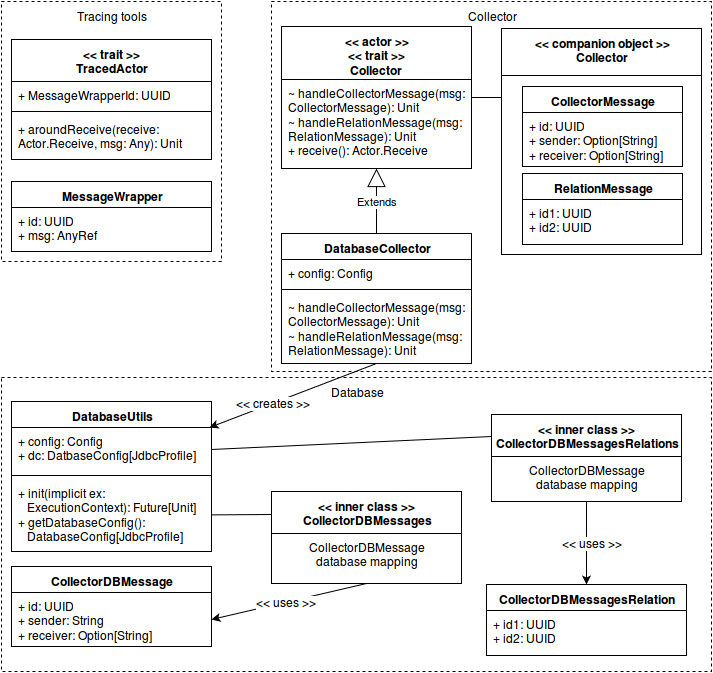 Tracing tools
<< trait >>
TracedActor
+ MessageWrapperId: UUID
+ aroundReceive(receive:
Actor.Receive, msg: Any): Unit
MessageWrapper
+ id: UUID
+ msg: AnyRef
Collector
<< actor >>
<< trait >>
Collector
~ handleCollectorMessage(msg:
CollectorMessage): Unit
~ handleRelationMessage(msg:
RelationMessage): Unit
+ receive(): Actor.Receive
<< companion object >>
Collector
CollectorMessage
+ id: UUID
+ sender: Option[String]
+ receiver: Option[String]
RelationMessage
+ id1: UUID
+ id2: UUID
Extends
DatabaseCollector
+ config: Config
~ handleCollectorMessage(msg:
CollectorMessage): Unit
~ handleRelationMessage(msg:
RelationMessage): Unit
Database
<< creates >>
DatabaseUtils
+ config: Config
+ dc: DatbaseConfig[JdbcProfile]
+ init(implicit ex:
ExecutionContext): Future[Unit]
+ getDatabaseConfig():
DatabaseConfig[JdbcProfile]
<< inner class >>
CollectorDBMessagesRelations
CollectorDBMessage
database mapping
<< inner class >>
CollectorDBMessages
CollectorDBMessage
database mapping
<< uses >>
CollectorDBMessage
+ id: UUID
+ sender: String
+ receiver: Option[String]
<< uses >>
CollectorDBMessagesRelation
+ id1: UUID
+ id2: UUID